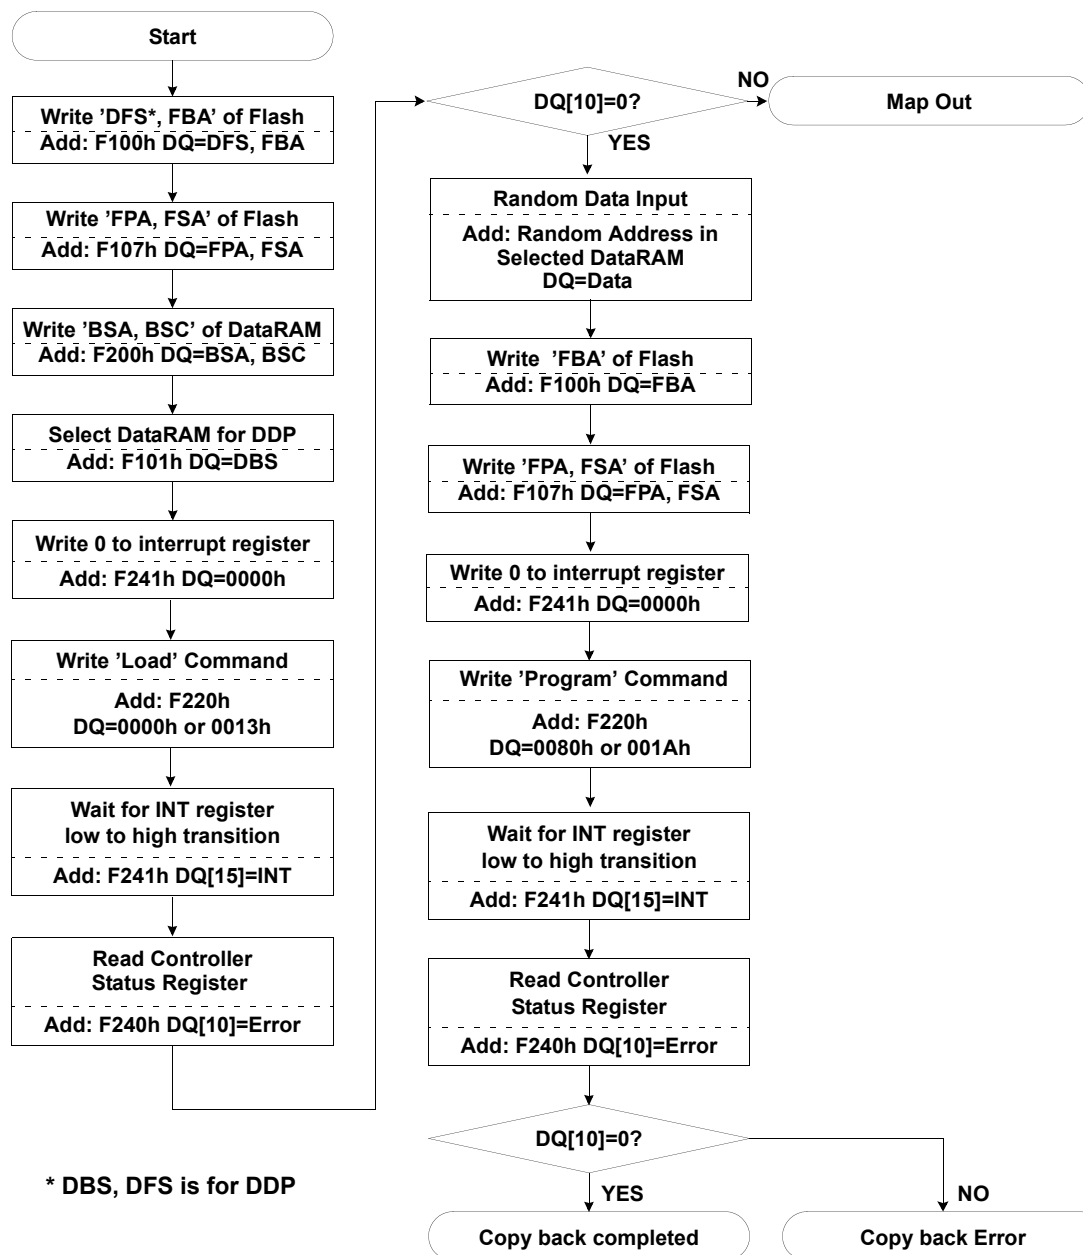 Start
Write ’DFS*, FBA’ of Flash
Add: F100h DQ=DFS, FBA
Write ’FPA, FSA’ of Flash
Add: F107h DQ=FPA, FSA
Write ’BSA, BSC’ of DataRAM
Add: F200h DQ=BSA, BSC
Select DataRAM for DDP
Add: F101h DQ=DBS
Write 0 to interrupt register
Add: F241h DQ=0000h
Write ’Load’ Command
Add: F220h
DQ=0000h or 0013h
Wait for INT register
low to high transition
Add: F241h DQ[15]=INT
Read Controller
Status Register
Add: F240h DQ[10]=Error
DQ[10]=0?
NO
Map Out
YES
Random Data Input
Add: Random Address in
Selected DataRAM
DQ=Data
Write ’FBA’ of Flash
Add: F100h DQ=FBA
Write ’FPA, FSA’ of Flash
Add: F107h DQ=FPA, FSA
Write 0 to interrupt register
Add: F241h DQ=0000h
Write ’Program’ Command
Add: F220h
DQ=0080h or 001Ah
Wait for INT register
low to high transition
Add: F241h DQ[15]=INT
Read Controller
Status Register
Add: F240h DQ[10]=Error
DQ[10]=0?
YES
NO
Copy back completed
Copy back Error
* DBS, DFS is for DDP